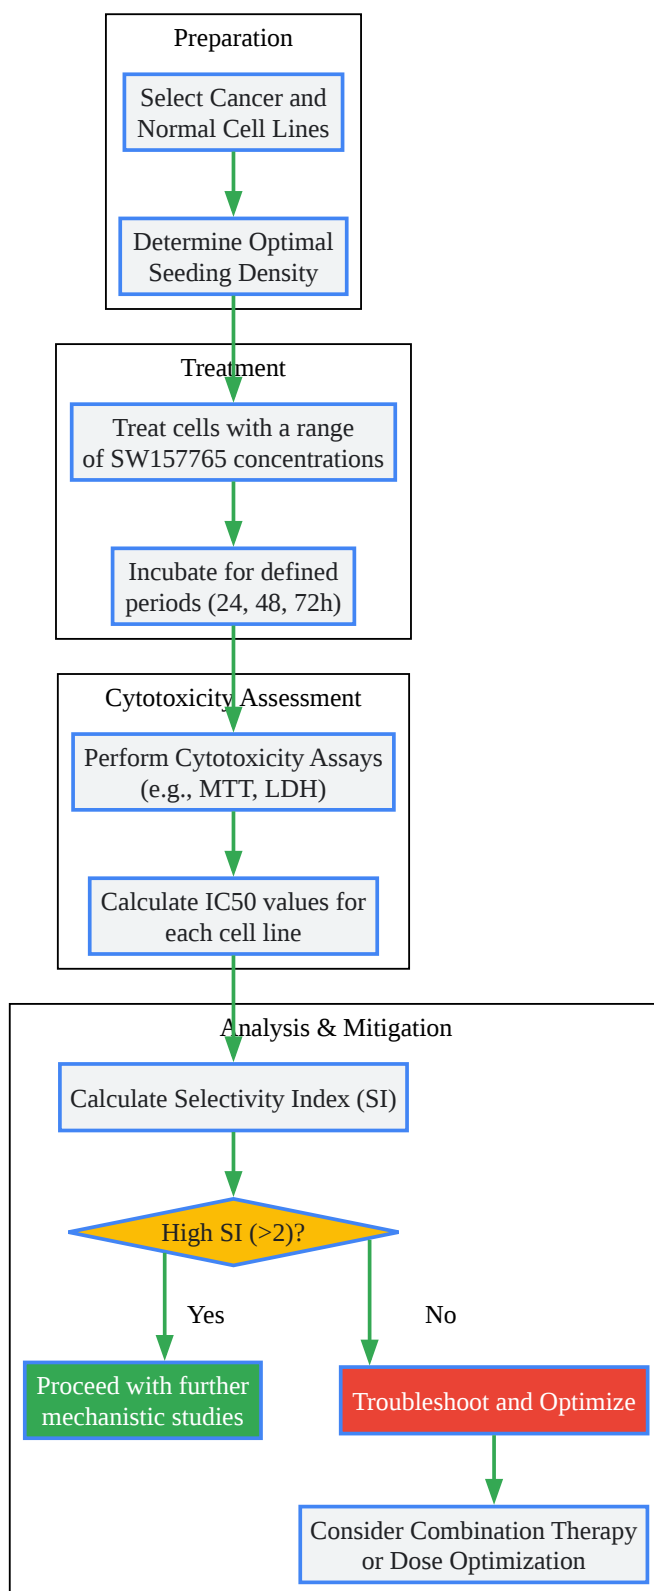 Preparation
Select Cancer and
Normal Cell Lines
Determine Optimal
Seeding Density
Treatment
Treat cells with a range
of SW157765 concentrations
Incubate for defined
periods (24, 48, 72h)
Cytotoxicity Assessment
Perform Cytotoxicity Assays
(e.g., MTT, LDH)
Calculate IC50 values for
each cell line
Analysis & Mitigation
Calculate Selectivity Index (SI)
High SI (>2)?
Yes
No
Proceed with further
mechanistic studies
Troubleshoot and Optimize
Consider Combination Therapy
or Dose Optimization